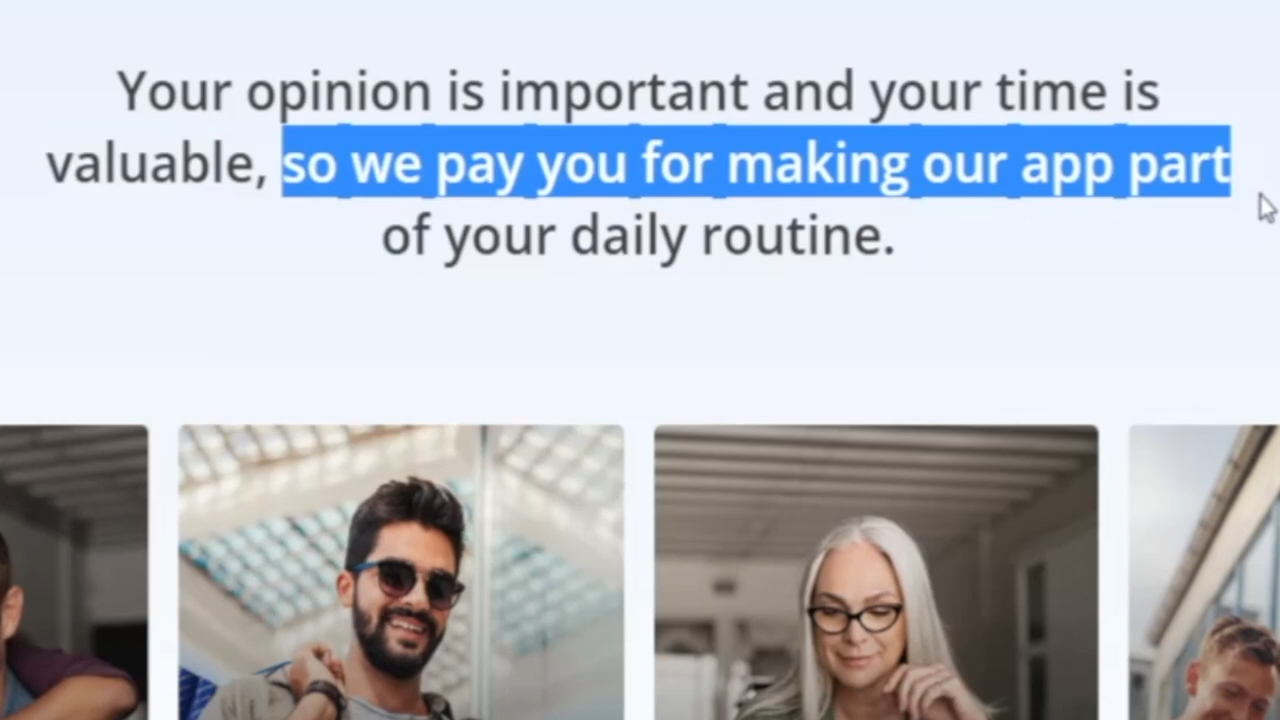 Your opinion is important and your time is
valuable, so we pay you for making our app part
of your daily routine.